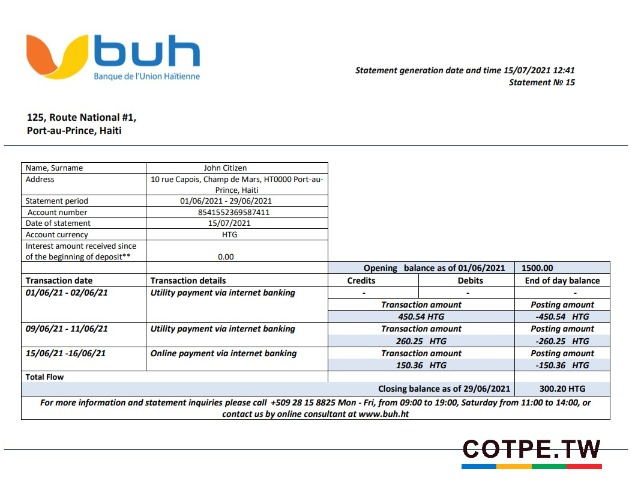 buh
Banque de l'Union Haïtienne
Statement generation date and time 15/07/2021 12:41
Statement № 15
125, Route National #1,
Port-au-Prince, Haiti
Name, Surname John Citizen
Address 10 rue Capois, Champ de Mars, HT0000 Port-au-
Prince, Haiti
Statement period 01/06/2021 - 29/06/2021
Account number 8541552369587411
Date of statement 15/07/2021
Account currency HTG
Interest amount received since
of the beginning of deposit** 0.00
Opening balance as of 01/06/2021 1500.00
Transaction date Transaction details Credits Debits End of day balance
01/06/21 - 02/06/21 Utility payment via internet banking - - -
Transaction amount Posting amount
450.54 HTG -450.54 HTG
09/06/21 - 11/06/21 Utility payment via internet banking Transaction amount Posting amount
260.25 HTG -260.25 HTG
15/06/21 -16/06/21 Online payment via internet banking Transaction amount Posting amount
150.36 HTG -150.36 HTG
Total Flow
Closing balance as of 29/06/2021 300.20 HTG
For more information and statement inquiries please call +509 28 15 8825 Mon - Fri, from 09:00 to 19:00, Saturday from 11:00 to 14:00, or
contact us by online consultant at www.buh.ht
COTPE.TW